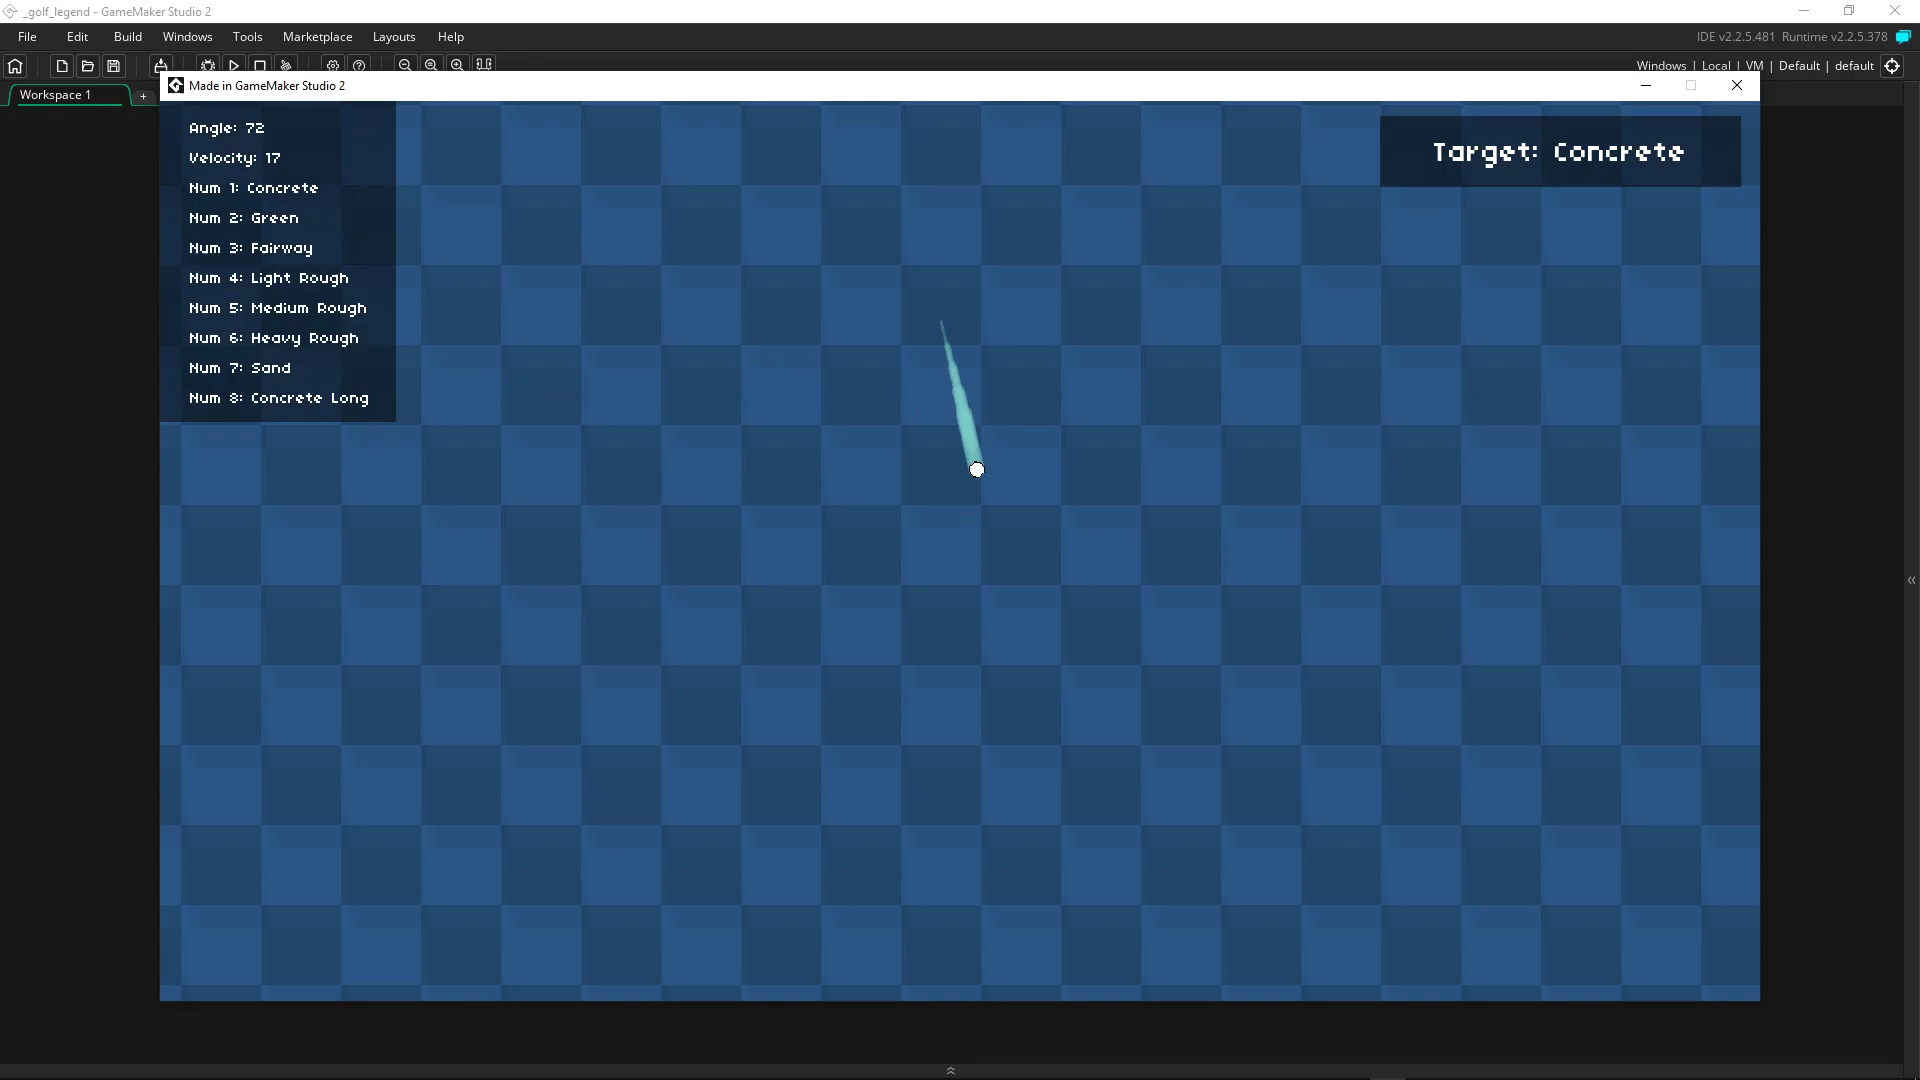 _golf_legend - GameMaker Studio 2
File Edit Build Windows Tools Marketplace Layouts Help
IDE v2.2.5.481 Runtime v2.2.5.378
Windows | Local | VM | Default | default
Workspace 1 +
Made in GameMaker Studio 2
Angle: 72
Velocity: 17
Num 1: Concrete
Num 2: Green
Num 3: Fairway
Num 4: Light Rough
Num 5: Medium Rough
Num 6: Heavy Rough
Num 7: Sand
Num 8: Concrete Long
Target: Concrete